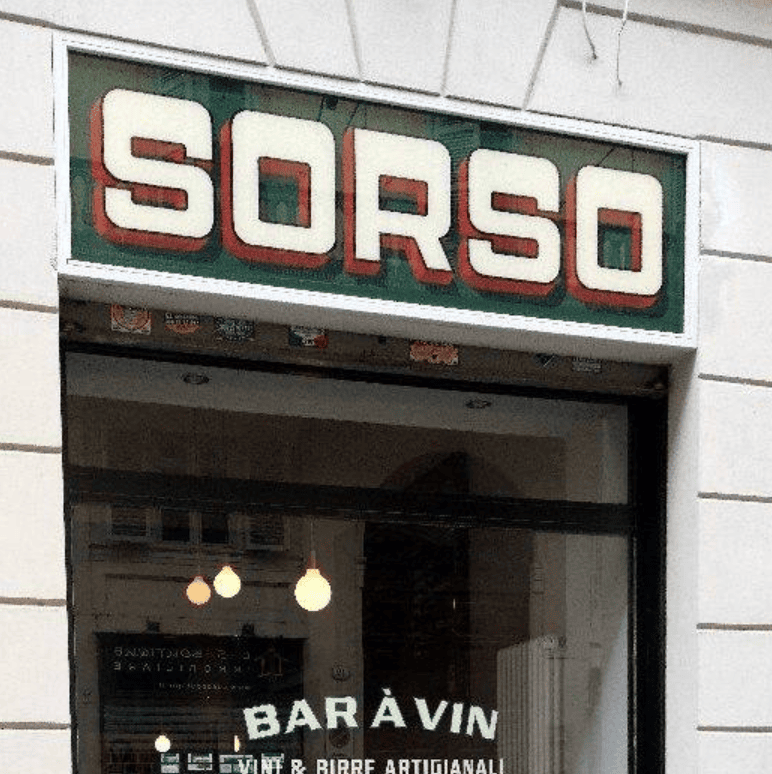 SORSO
BAR À VIN
VINI & BIRRE ARTIGIANALI